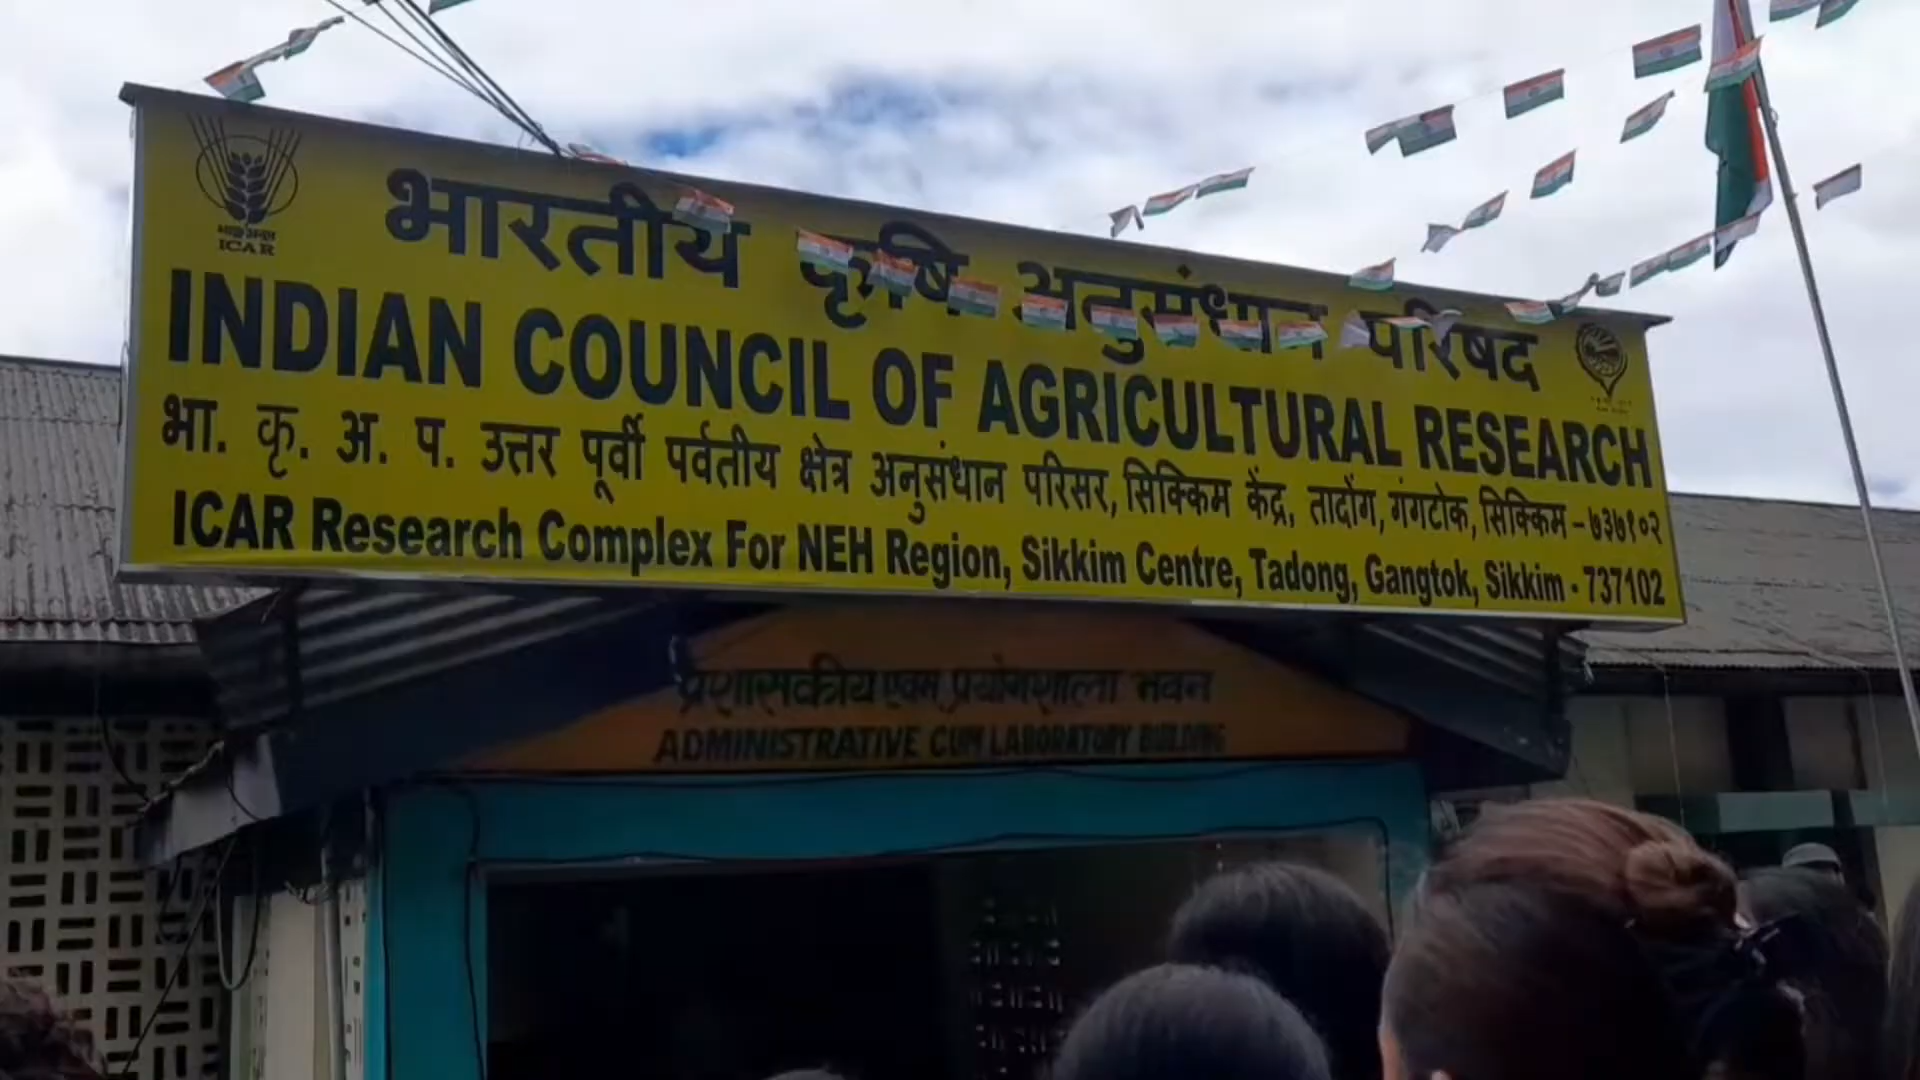 भाकृअनुप
ICAR
भारतीय कृषि अनुसंधान परिषद
INDIAN COUNCIL OF AGRICULTURAL RESEARCH
भा. कृ. अ. प. उत्तर पूर्वी पर्वतीय क्षेत्र अनुसंधान परिसर, सिक्किम केंद्र, तादोंग, गंगटोक, सिक्किम – ७३७१०२
ICAR Research Complex For NEH Region, Sikkim Centre, Tadong, Gangtok, Sikkim - 737102
प्रशासकीय एवम प्रयोगशाला भवन
ADMINISTRATIVE CUM LABORATORY BUILDING